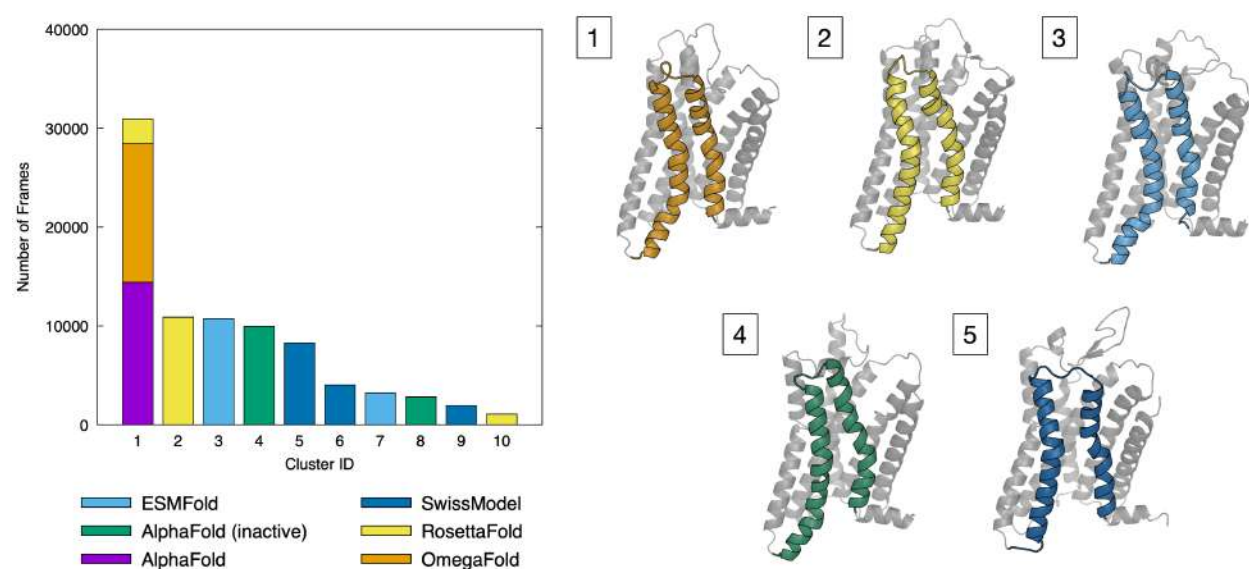 40000
30000
20000
10000
0
Number of Frames
1 2 3 4 5 6 7 8 9 10
Cluster ID
ESMFold
AlphaFold (inactive)
AlphaFold
SwissModel
RosettaFold
OmegaFold
1
2
3
4
5